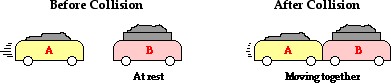 Before Collision
After Collision
A
B
A
B
At rest
Moving together